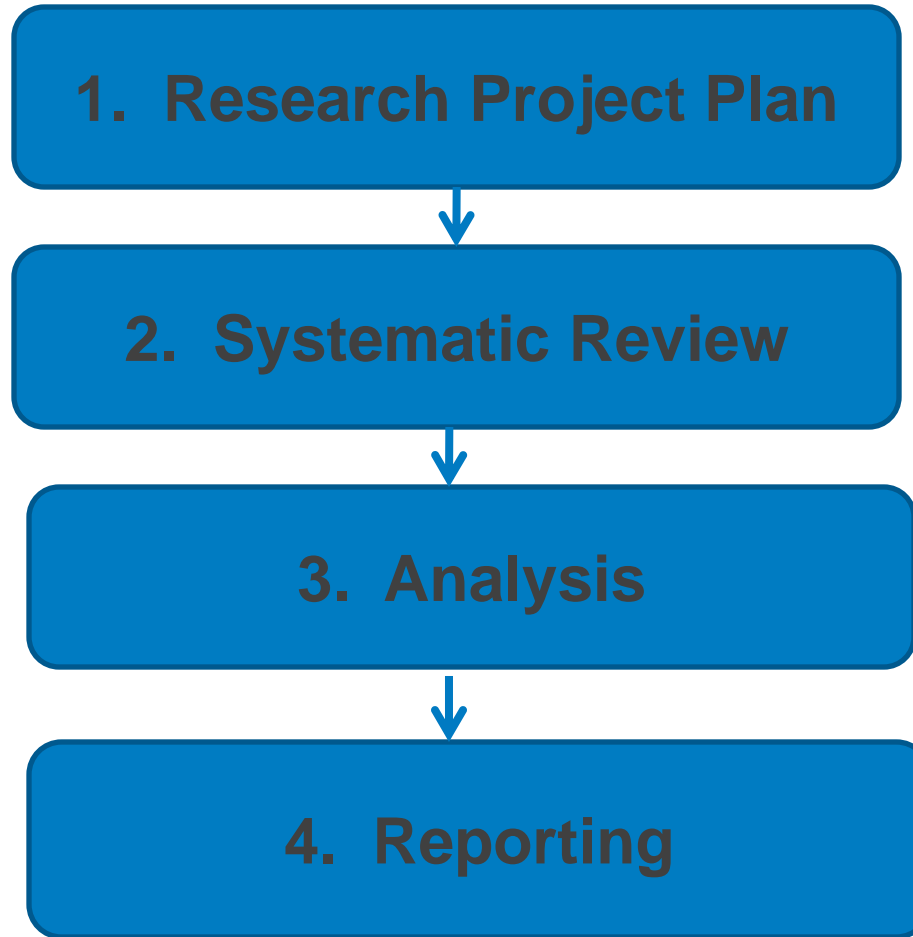 1. Research Project Plan
2. Systematic Review
3. Analysis
4. Reporting